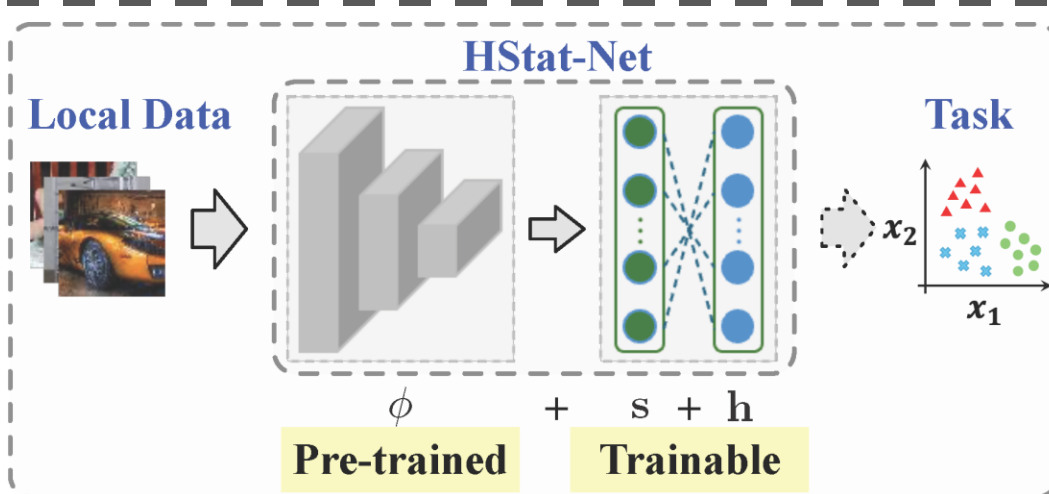 HStat-Net
Local Data
Task
x₂
x₁
ϕ + s + h
Pre-trained
Trainable